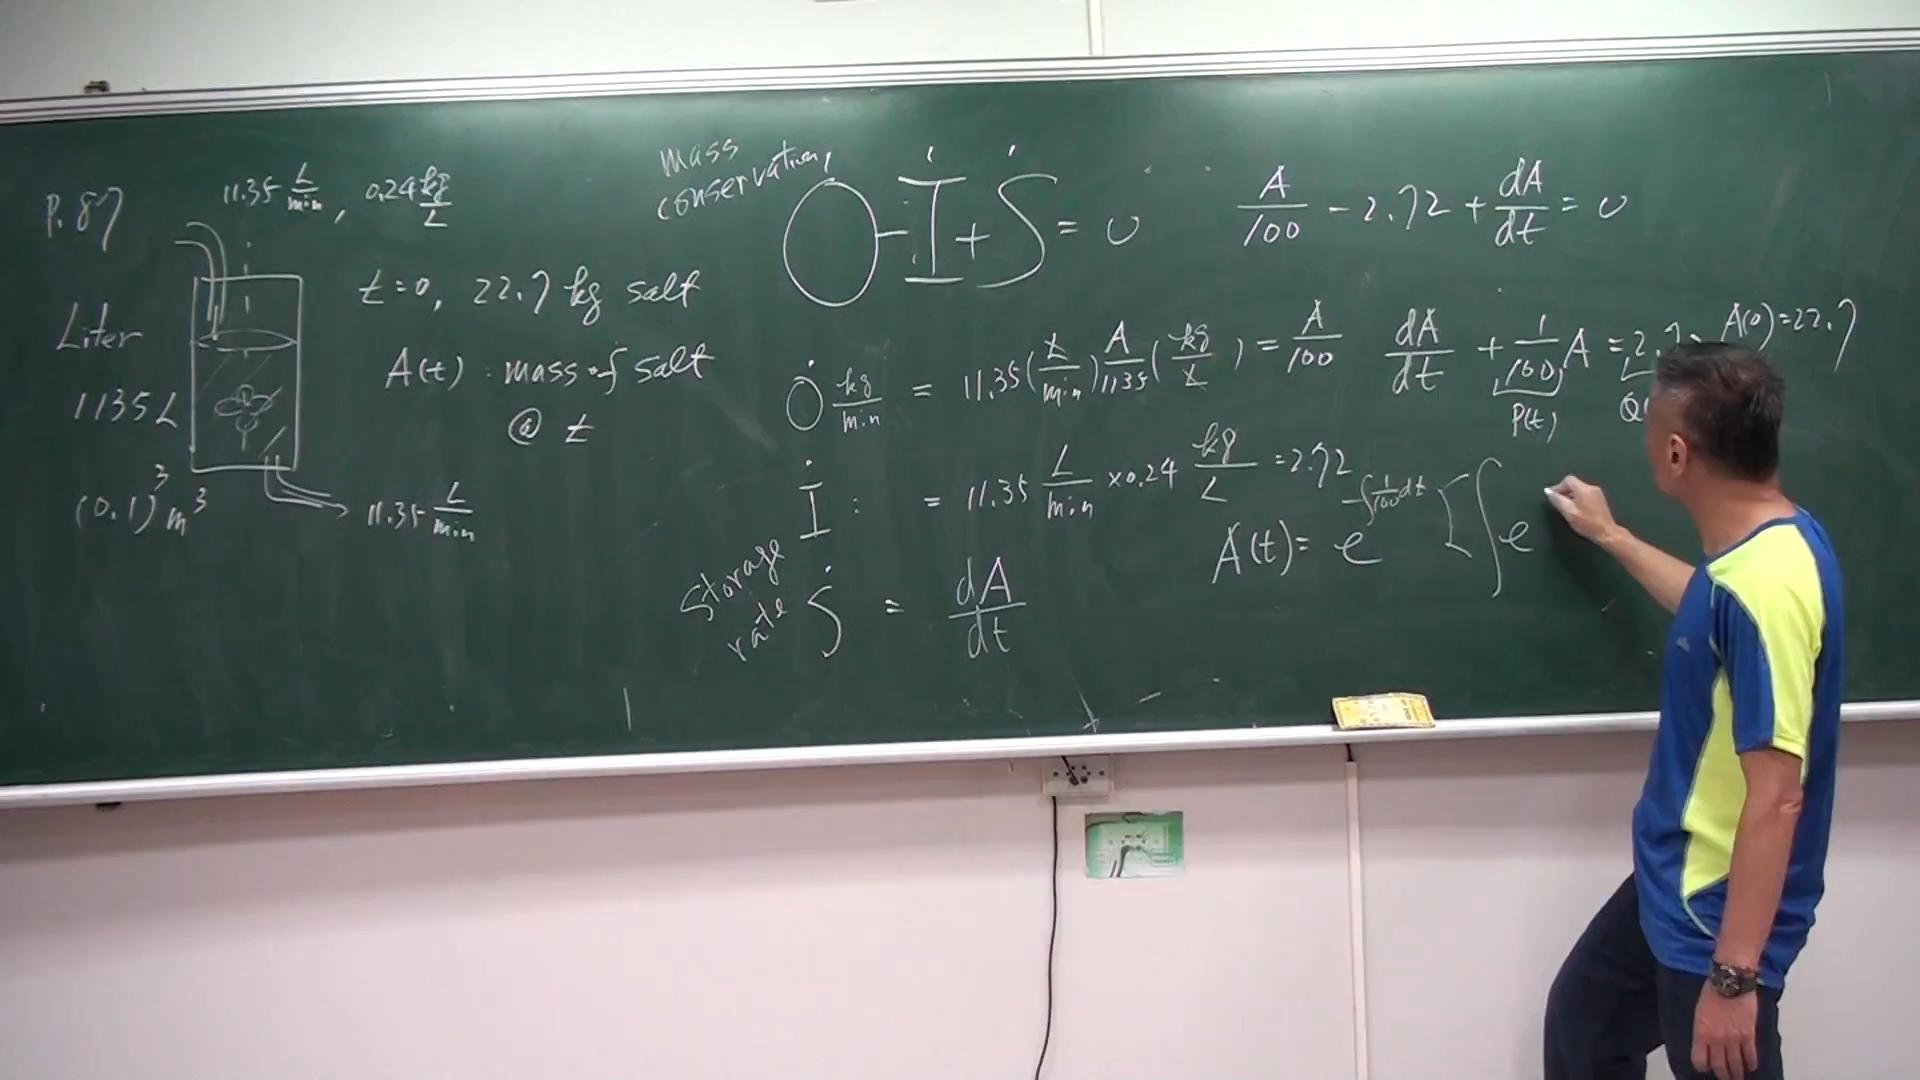 P. 87
11.35 L/min , 0.24 kg/L
t=0, 22.7 kg salt
Liter
A(t) : mass of salt
@ t
1135L
(0.1)³ m³
11.35 L/min
mass
conservation,
O - İ + Ṡ = 0
Ȯ kg/min = 11.35 (L/min) A/1135 (kg/L) = A/100
İ : = 11.35 L/min × 0.24 kg/L = 2.72
storage
rate
Ṡ = dA/dt
A/100 - 2.72 + dA/dt = 0
dA/dt + 1/100 A = 2.7
A(0) = 22.7
P(t)
A(t) = e^(-∫ 1/100 dt) [ ∫ e